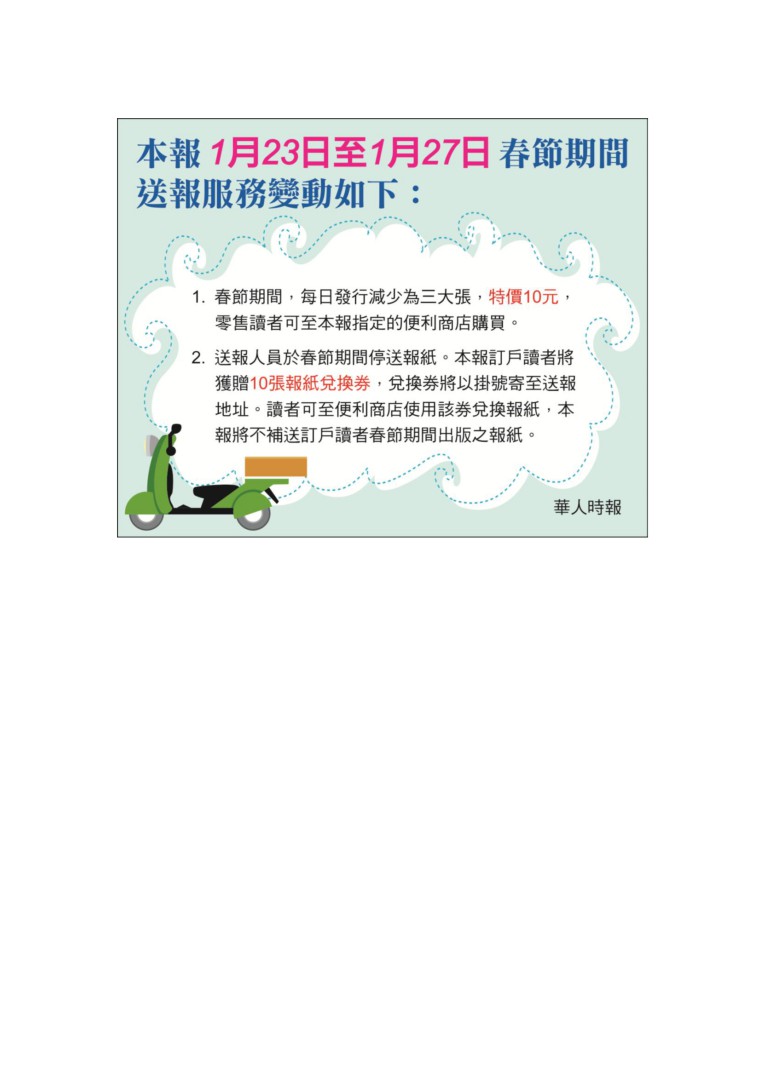 本報 1月23日至1月27日 春節期間
送報服務變動如下：
1. 春節期間，每日發行減少為三大張，特價10元，
零售讀者可至本報指定的便利商店購買。
2. 送報人員於春節期間停送報紙。本報訂戶讀者將
獲贈10張報紙兌換券，兌換券將以掛號寄至送報
地址。讀者可至便利商店使用該券兌換報紙，本
報將不補送訂戶讀者春節期間出版之報紙。
華人時報